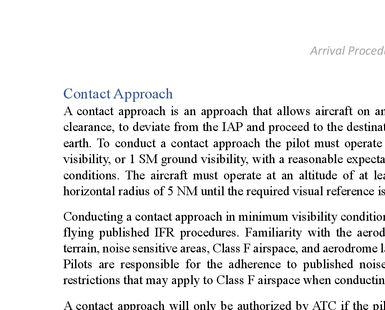 Arrival Proced
Contact Approach
A contact approach is an approach that allows aircraft on an
clearance, to deviate from the IAP and proceed to the destinat
earth. To conduct a contact approach the pilot must operate
visibility, or 1 SM ground visibility, with a reasonable expecta
conditions. The aircraft must operate at an altitude of at lea
horizontal radius of 5 NM until the required visual reference is
Conducting a contact approach in minimum visibility condition
flying published IFR procedures. Familiarity with the aerod
terrain, noise sensitive areas, Class F airspace, and aerodrome la
Pilots are responsible for the adherence to published noise
restrictions that may apply to Class F airspace when conductin
A contact approach will only be authorized by ATC if the pil